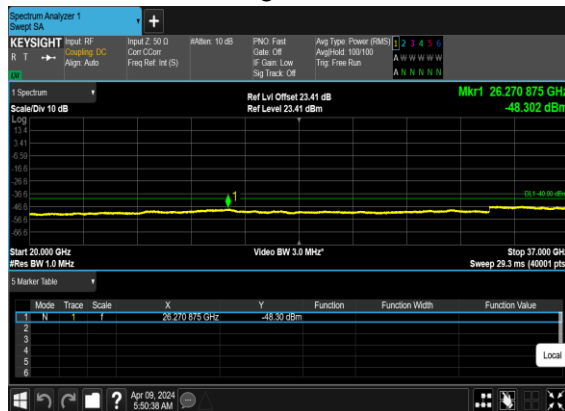 Spectrum Analyzer 1
Swept SA
+
KEYSIGHT Input: RF Input Z: 50 Ω #Atten: 10 dB PNO: Fast Avg Type: Power (RMS) 1 2 3 4 5 6
R T Coupling: DC Corr CCorr Gate: Off Avg|Hold: 100/100 A W W W W W
Align: Auto Freq Ref: Int (S) IF Gain: Low Trig: Free Run
Sig Track: Off A N N N N N
1 Spectrum Ref Lvl Offset 23.41 dB Mkr1 26.270 875 GHz
Scale/Div 10 dB Ref Level 23.41 dBm -48.302 dBm
Log
13.4
3.41
-6.59
-16.6
-26.6
-36.6
1
DL1 -40.00 dBm
-46.6
-56.6
-66.6
Start 20.000 GHz Video BW 3.0 MHz* Stop 37.000 GHz
#Res BW 1.0 MHz Sweep 29.3 ms (40001 pts
5 Marker Table
Mode Trace Scale X Y Function Function Width Function Value
1 N 1 f 26.270 875 GHz -48.30 dBm
2
3
4
5
6
Local
? Apr 09, 2024
5:50:38 AM